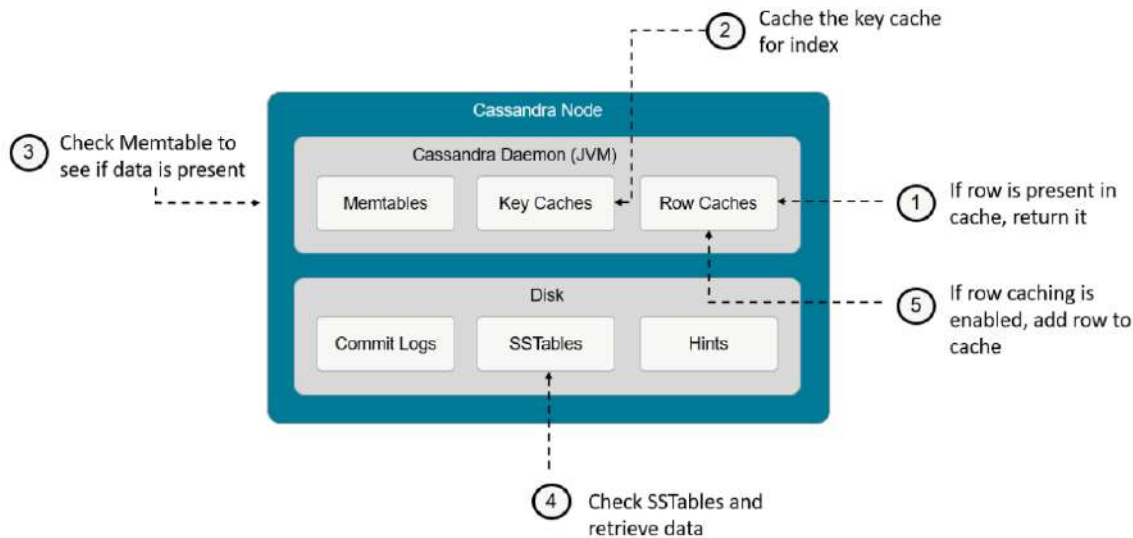 2
Cache the key cache
for index
Cassandra Node
3
Check Memtable to
see if data is present
Cassandra Daemon (JVM)
Memtables
Key Caches
Row Caches
1
If row is present in
cache, return it
Disk
5
If row caching is
enabled, add row to
cache
Commit Logs
SSTables
Hints
4
Check SSTables and
retrieve data